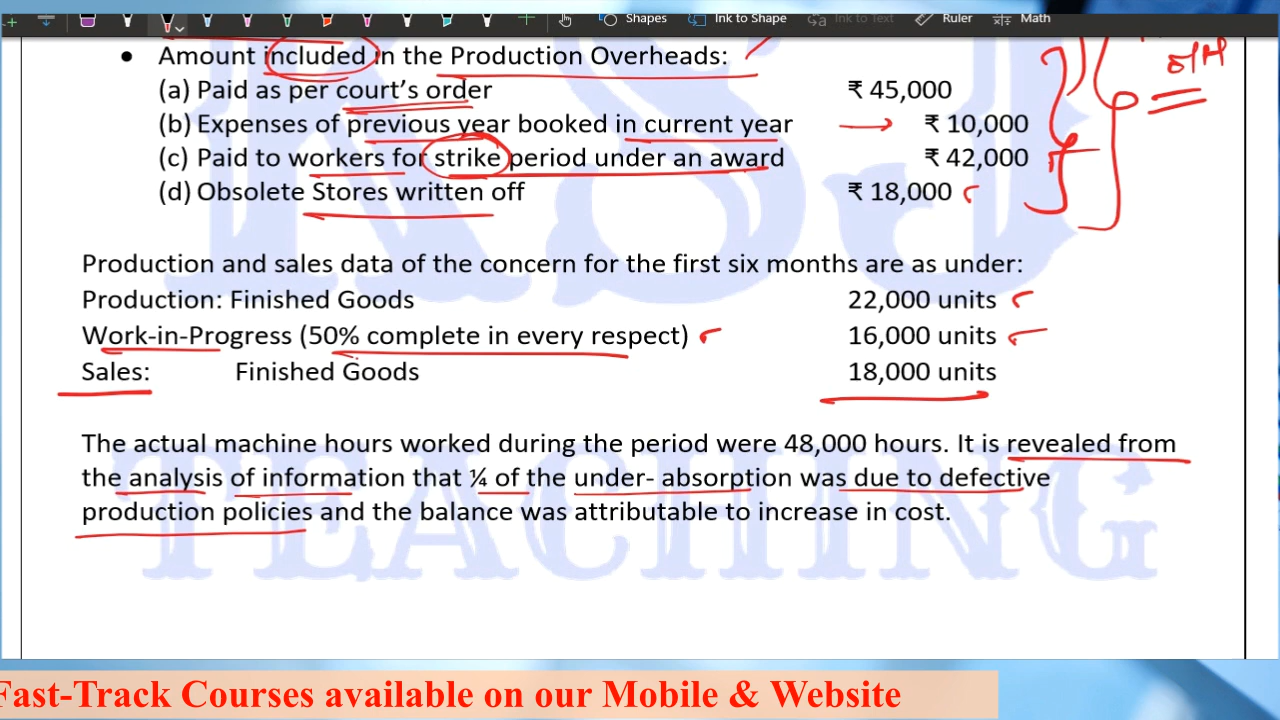 Shapes Ink to Shape Ink to Text Ruler Math
• Amount included in the Production Overheads:
O/H
(a) Paid as per court's order ₹ 45,000
(b) Expenses of previous year booked in current year ₹ 10,000
(c) Paid to workers for strike period under an award ₹ 42,000
(d) Obsolete Stores written off ₹ 18,000
Production and sales data of the concern for the first six months are as under:
Production: Finished Goods 22,000 units
Work-in-Progress (50% complete in every respect) 16,000 units
Sales: Finished Goods 18,000 units
The actual machine hours worked during the period were 48,000 hours. It is revealed from
the analysis of information that ¼ of the under- absorption was due to defective
production policies and the balance was attributable to increase in cost.
TEACHING
Fast-Track Courses available on our Mobile & Website